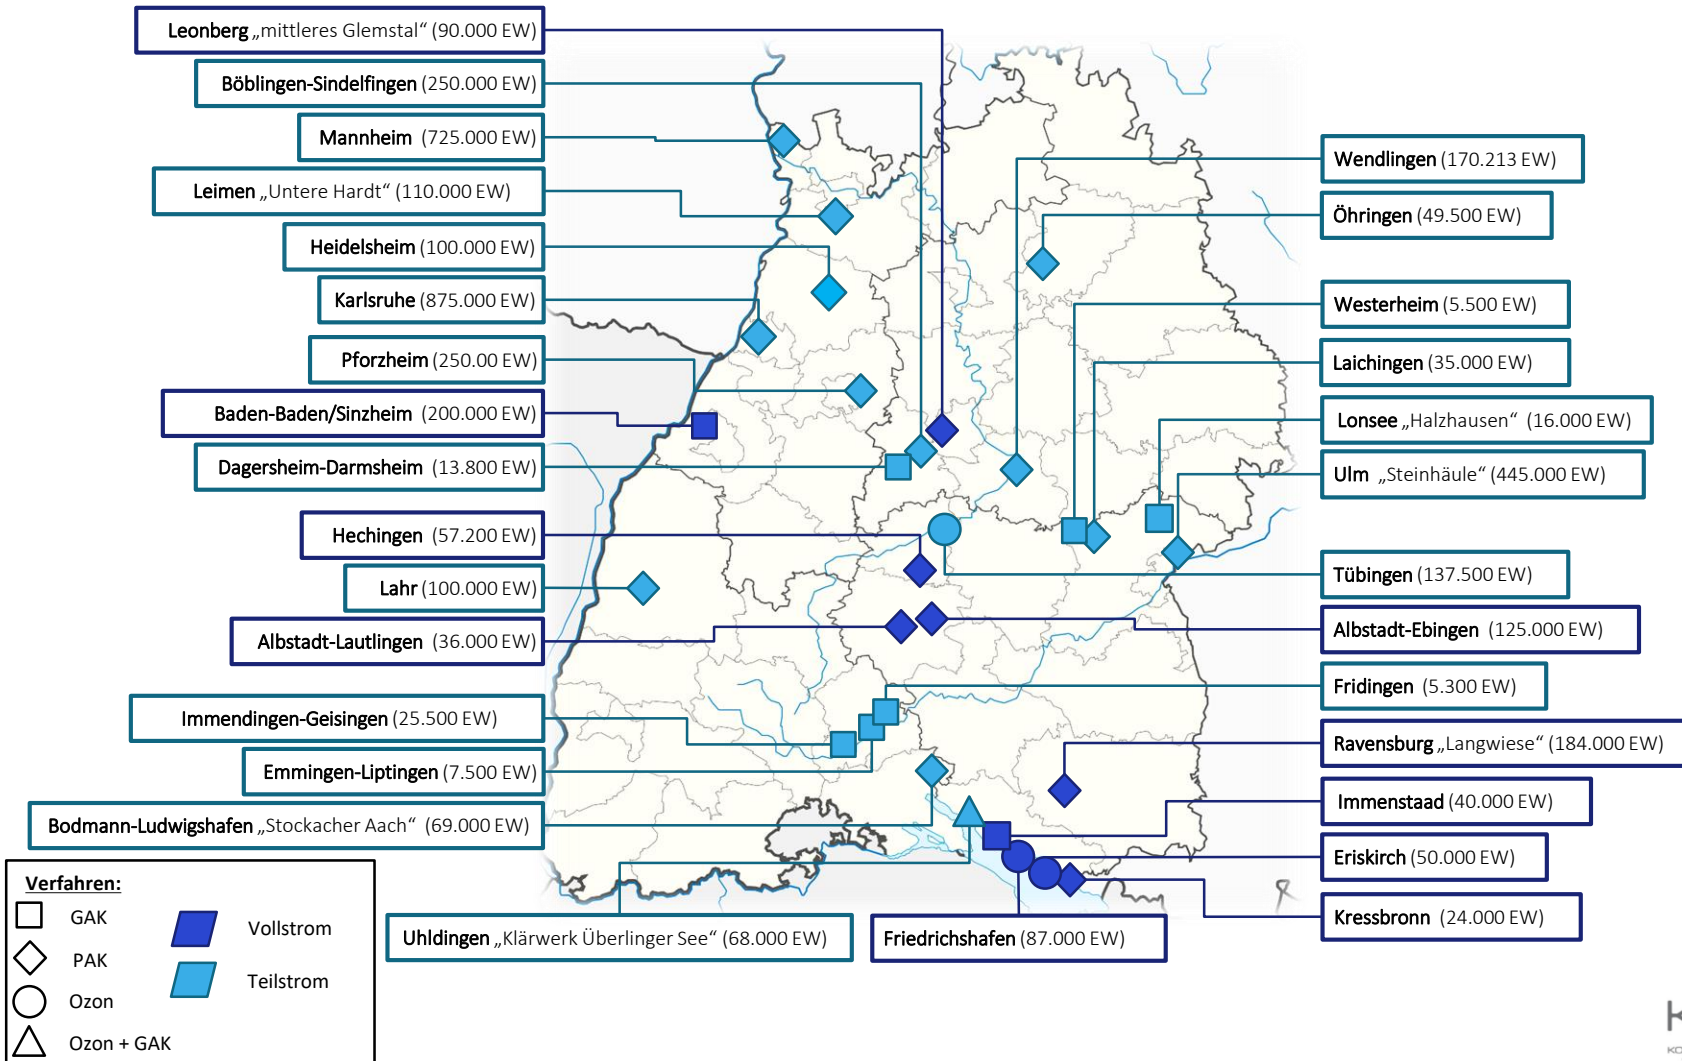 Leonberg „mittleres Glemstal“ (90.000 EW)
Böblingen-Sindelfingen (250.000 EW)
Mannheim (725.000 EW)
Leimen „Untere Hardt“ (110.000 EW)
Heidelsheim (100.000 EW)
Karlsruhe (875.000 EW)
Pforzheim (250.00 EW)
Baden-Baden/Sinzheim (200.000 EW)
Dagersheim-Darmsheim (13.800 EW)
Hechingen (57.200 EW)
Lahr (100.000 EW)
Albstadt-Lautlingen (36.000 EW)
Immendingen-Geisingen (25.500 EW)
Emmingen-Liptingen (7.500 EW)
Bodmann-Ludwigshafen „Stockacher Aach“ (69.000 EW)
Uhldingen „Klärwerk Überlinger See“ (68.000 EW)
Friedrichshafen (87.000 EW)
Wendlingen (170.213 EW)
Öhringen (49.500 EW)
Westerheim (5.500 EW)
Laichingen (35.000 EW)
Lonsee „Halzhausen“ (16.000 EW)
Ulm „Steinhäule“ (445.000 EW)
Tübingen (137.500 EW)
Albstadt-Ebingen (125.000 EW)
Fridingen (5.300 EW)
Ravensburg „Langwiese“ (184.000 EW)
Immenstaad (40.000 EW)
Eriskirch (50.000 EW)
Kressbronn (24.000 EW)
Verfahren:
GAK
PAK
Ozon
Ozon + GAK
Vollstrom
Teilstrom